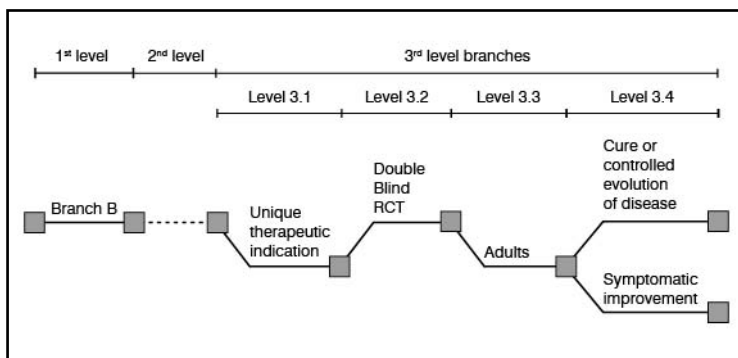 1st level 2nd level 3rd level branches
Level 3.1 Level 3.2 Level 3.3 Level 3.4
Branch B
Unique
therapeutic
indication
Double
Blind
RCT
Adults
Cure or
controlled
evolution
of disease
Symptomatic
improvement